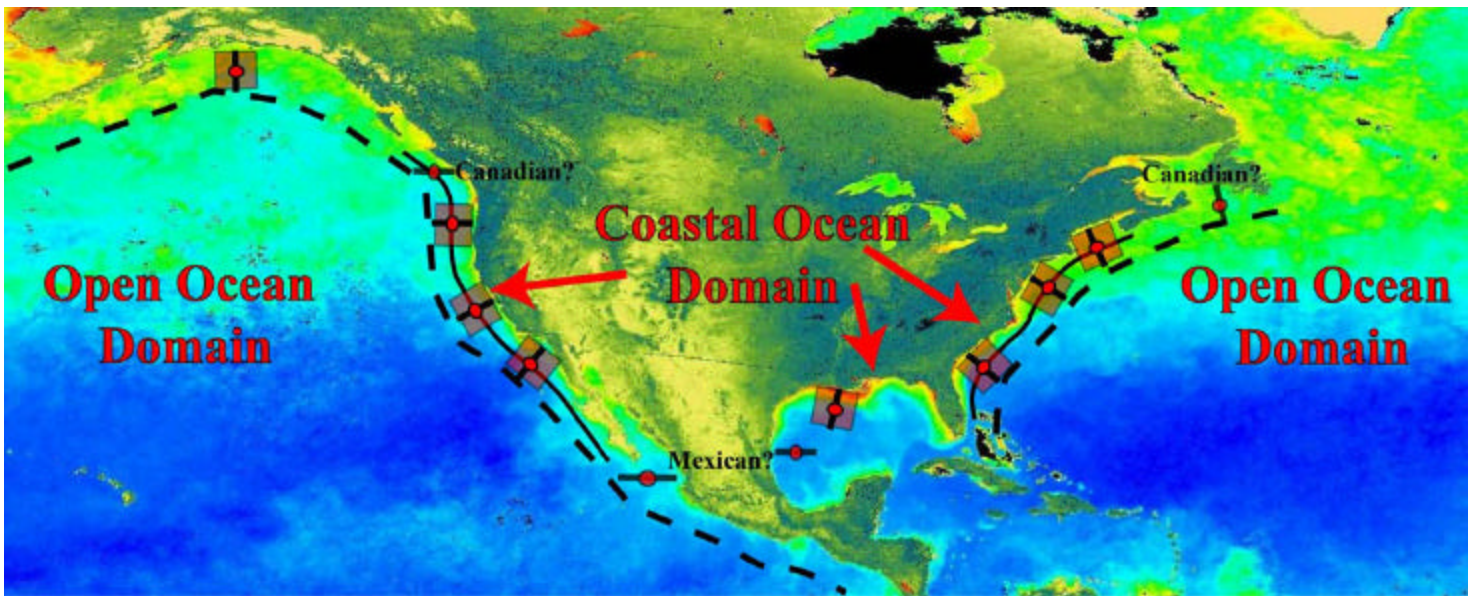 Canadian?
Canadian?
Coastal Ocean
Domain
Open Ocean
Domain
Open Ocean
Domain
Mexican?